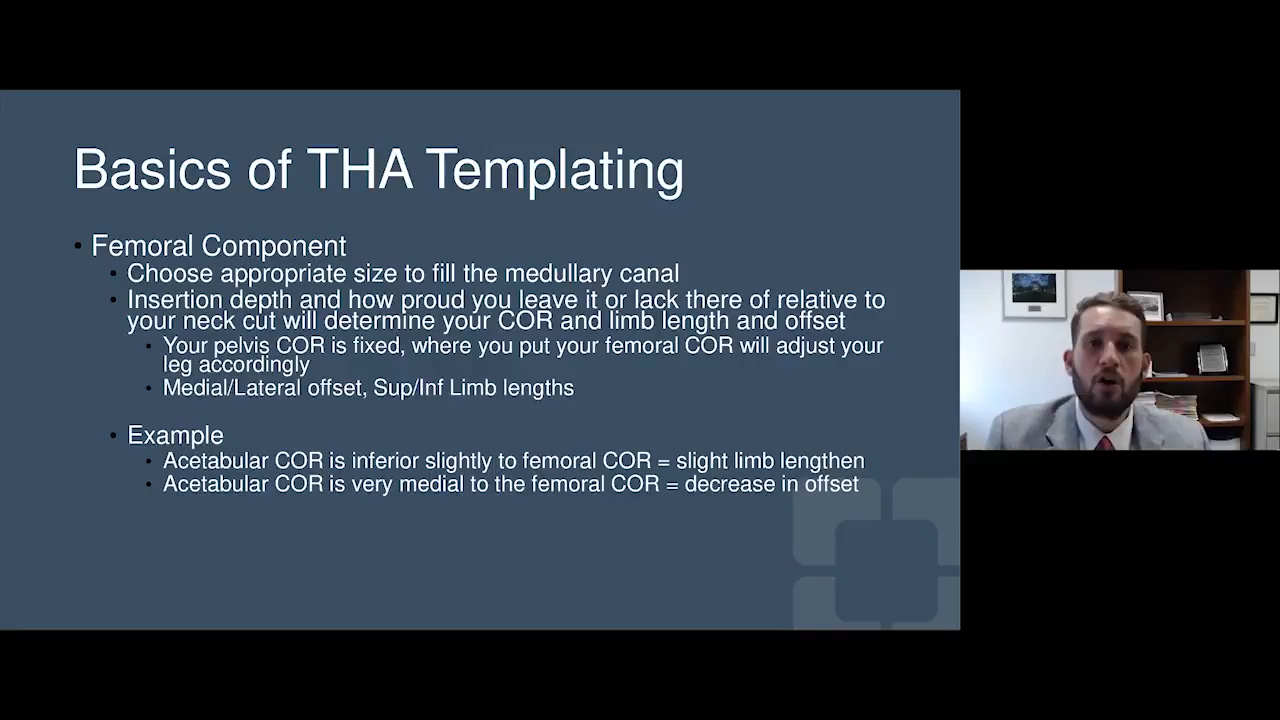 Basics of THA Templating
• Femoral Component
• Choose appropriate size to fill the medullary canal
• Insertion depth and how proud you leave it or lack there of relative to
your neck cut will determine your COR and limb length and offset
• Your pelvis COR is fixed, where you put your femoral COR will adjust your
leg accordingly
• Medial/Lateral offset, Sup/Inf Limb lengths
• Example
• Acetabular COR is inferior slightly to femoral COR = slight limb lengthen
• Acetabular COR is very medial to the femoral COR = decrease in offset